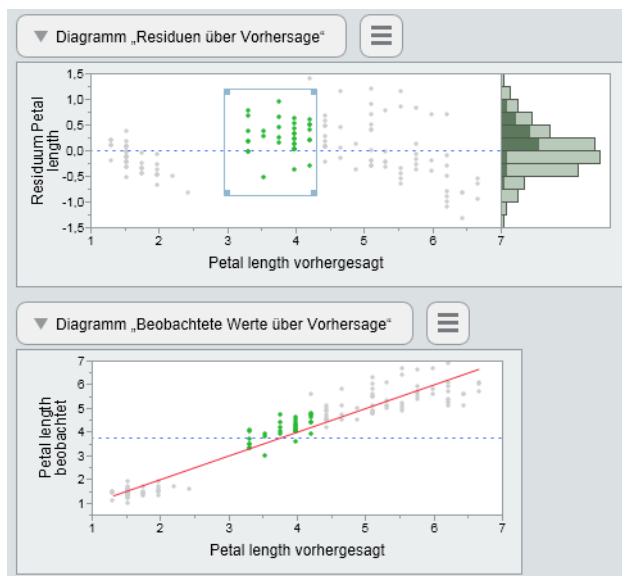 Diagramm „Residuen über Vorhersage“
1,5
1,0
0,5
0,0
-0,5
-1,0
-1,5
Residuum Petal
length
1 2 3 4 5 6 7
Petal length vorhergesagt
Diagramm „Beobachtete Werte über Vorhersage“
7
6
5
4
3
2
1
Petal length
beobachtet
1 2 3 4 5 6 7
Petal length vorhergesagt